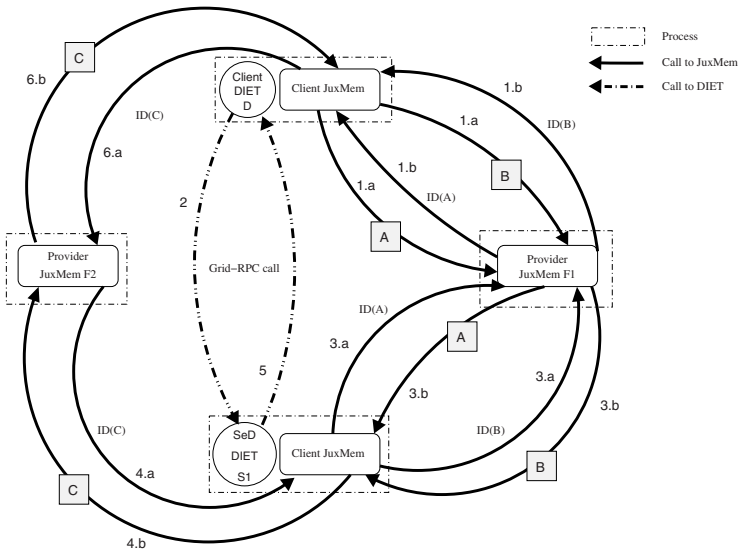 Process
Call to JuxMem
Call to DIET
C
6.b
Client
DIET
D
Client JuxMem
1.b
ID(C)
1.a
ID(B)
6.a
1.b
B
1.a
ID(A)
2
A
Provider
JuxMem F2
Grid−RPC call
Provider
JuxMem F1
ID(A)
3.a
A
5
3.a
3.b
3.b
ID(C)
SeD
DIET
S1
Client JuxMem
ID(B)
4.a
B
C
4.b